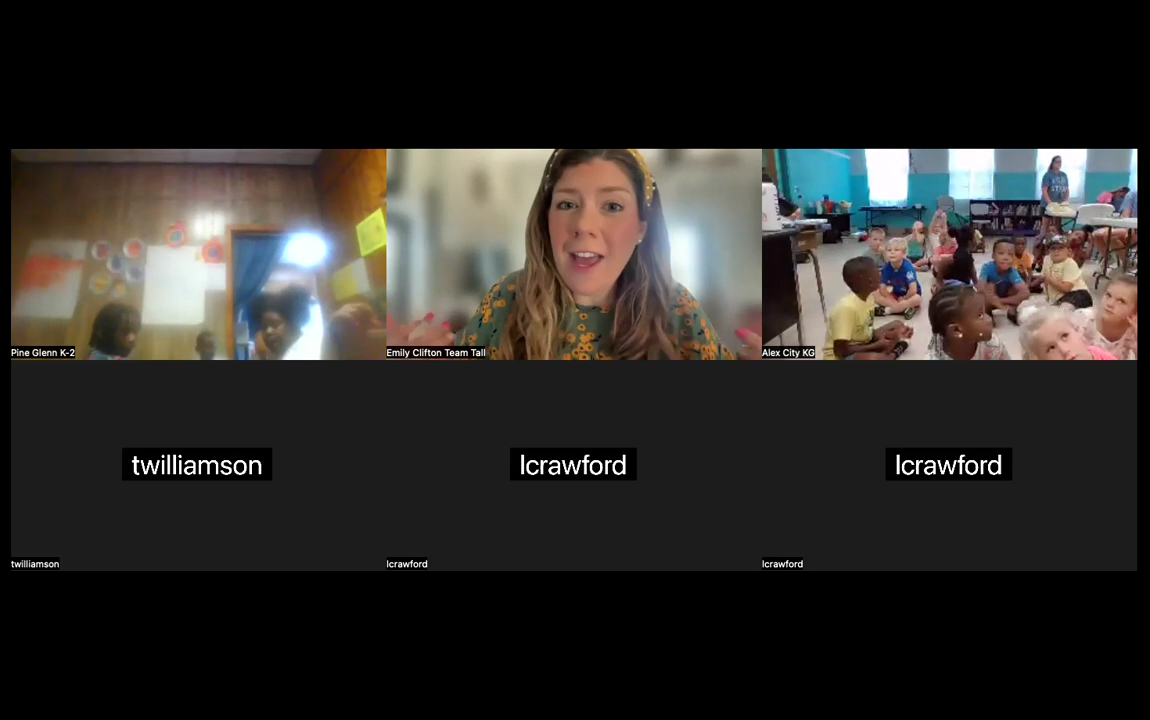 Pine Glenn K-2
Emily Clifton Team Tall
Alex City KG
twilliamson
lcrawford
lcrawford
twilliamson
lcrawford
lcrawford